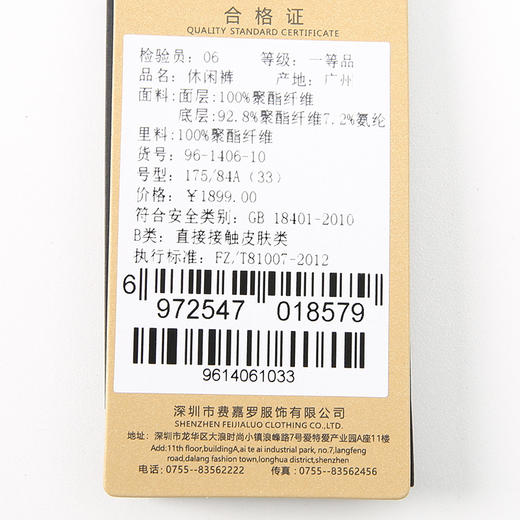 合格证
QUALITY STANDARD CERTIFICATE
检验员: 06 等级: 一等品
品名: 休闲裤 产地: 广州
面料: 面层: 100%聚酯纤维
底层: 92.8%聚酯纤维7.2%氨纶
里料: 100%聚酯纤维
货号: 96-1406-10
号型: 175/84A (33)
价格: ￥1899.00
符合安全类别: GB 18401-2010
B类: 直接接触皮肤类
执行标准: FZ/T81007-2012
6 972547 018579
9614061033
深圳市费嘉罗服饰有限公司
SHENZHEN FEIJIALUO CLOTHING CO.,LTD
地址: 深圳市龙华区大浪时尚小镇浪峰路7号爱特爱产业园A座11楼
Add:11th floor,buildingA,ai te ai industrial park, no.7,langfeng
road,dalang fashion town,longhua district,shenzhen
电话: 0755--83562222 传真: 0755--83562456